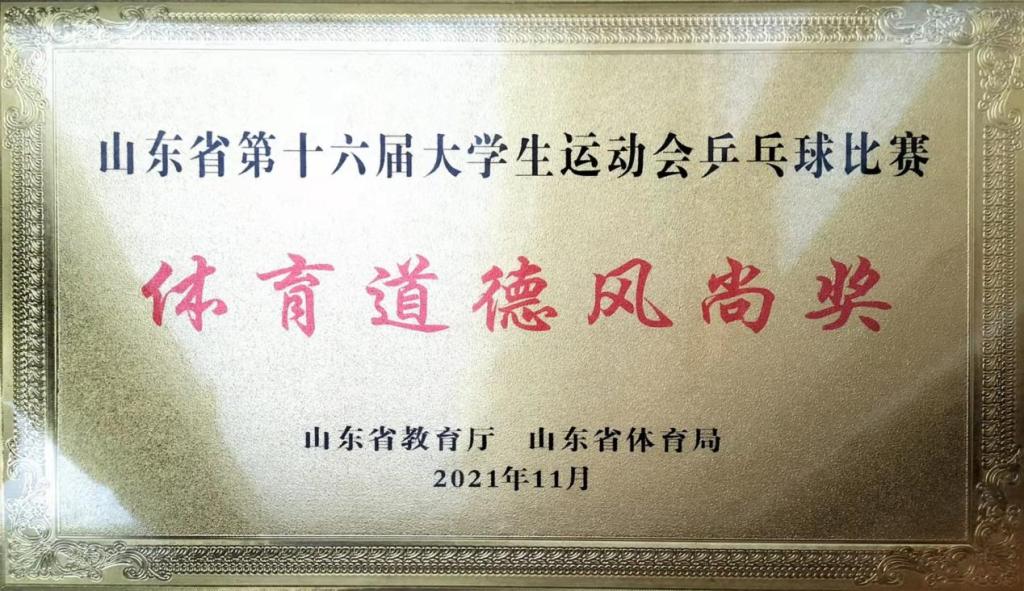 山东省第十六届大学生运动会乒乓球比赛
体育道德风尚奖
山东省教育厅 山东省体育局
2021年11月